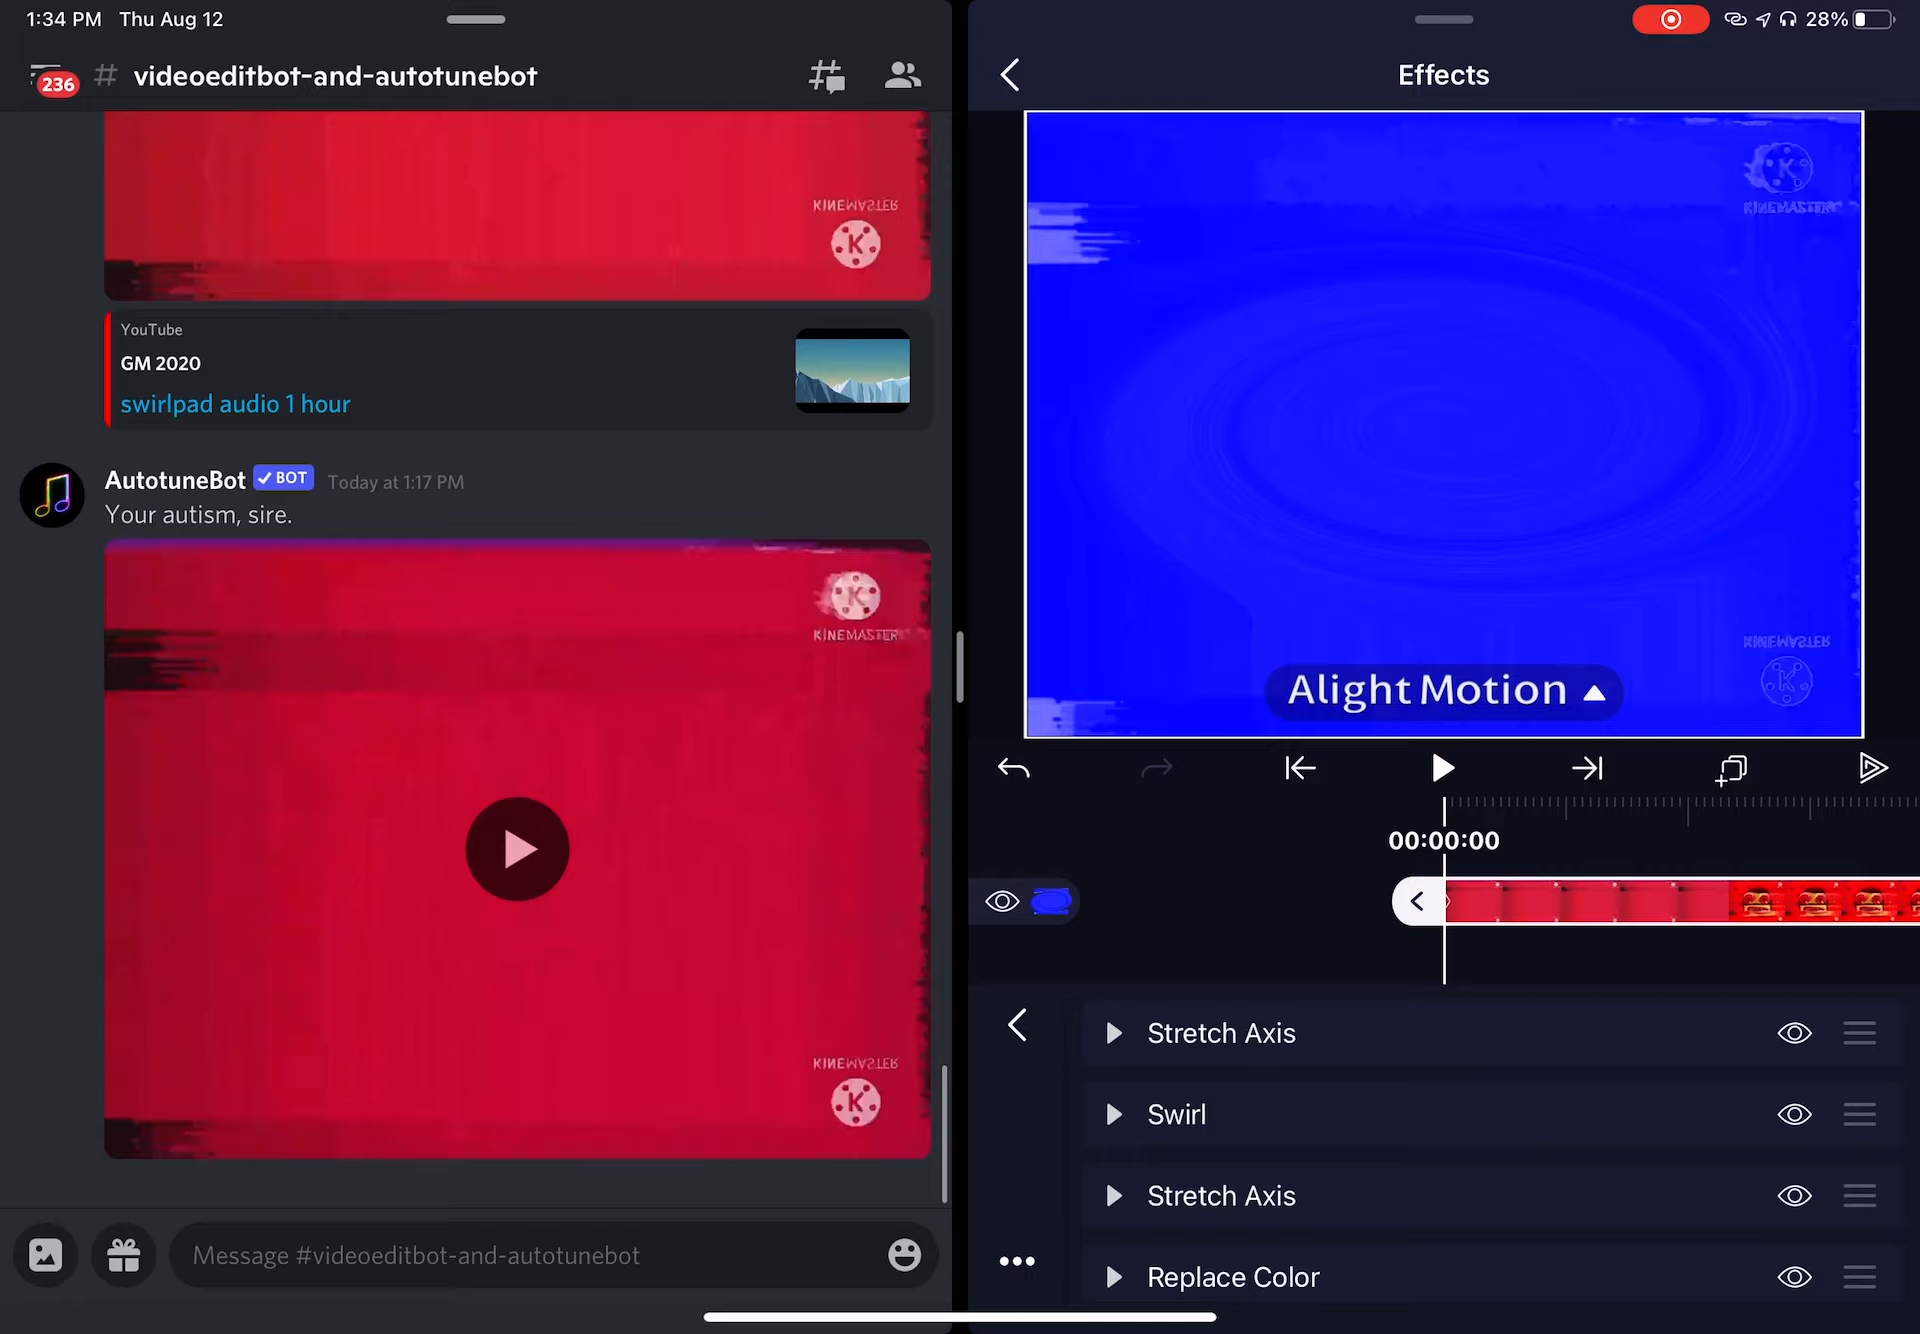 1:34 PM Thu Aug 12
236
# videoeditbot-and-autotunebot
KINEMASTER
K
YouTube
GM 2020
swirlpad audio 1 hour
AutotuneBot ✓ BOT Today at 1:17 PM
Your autism, sire.
K
KINEMASTER
KINEMASTER
K
Message #videoeditbot-and-autotunebot
28%
Effects
K
KINEMASTER
KINEMASTER
K
Alight Motion
00:00:00
Stretch Axis
Swirl
Stretch Axis
Replace Color